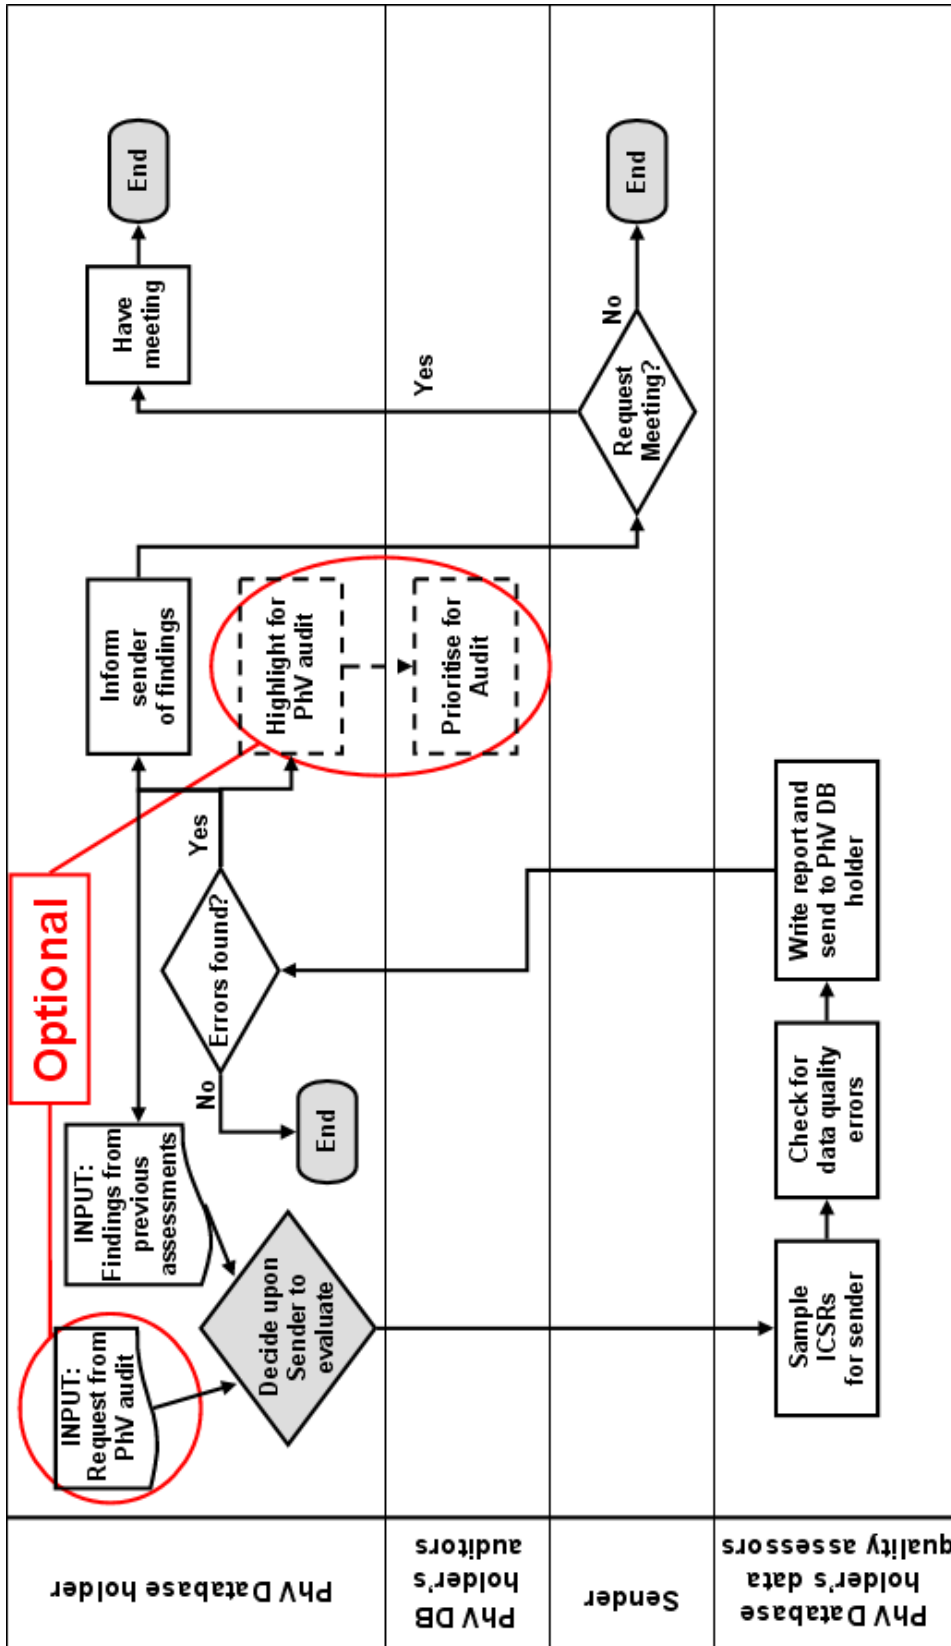 PhV Database holder
PhV DB
holder's
auditors
Sender
PhV Database
holder's data
quality assessors
Optional
INPUT:
Request from
PhV audit
INPUT:
Findings from
previous
assessments
Decide upon
Sender to
evaluate
Sample
ICSRs
for sender
Check for
data quality
errors
Write report and
send to PhV DB
holder
Errors found?
No
End
Yes
Inform
sender
of findings
Highlight for
PhV audit
Prioritise for
Audit
Request
Meeting?
No
End
Yes
Have
meeting
End